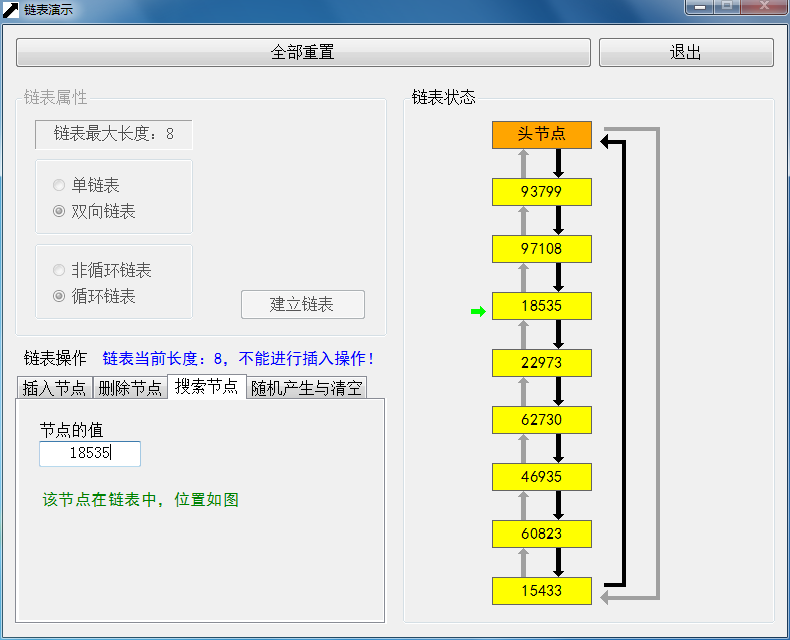 链表演示
全部重置
退出
链表属性
链表最大长度：8
单链表
双向链表
非循环链表
循环链表
建立链表
链表操作 链表当前长度：8，不能进行插入操作！
插入节点 删除节点 搜索节点 随机产生与清空
节点的值
18535
该节点在链表中，位置如图
链表状态
头节点
93799
97108
18535
22973
62730
46935
60823
15433